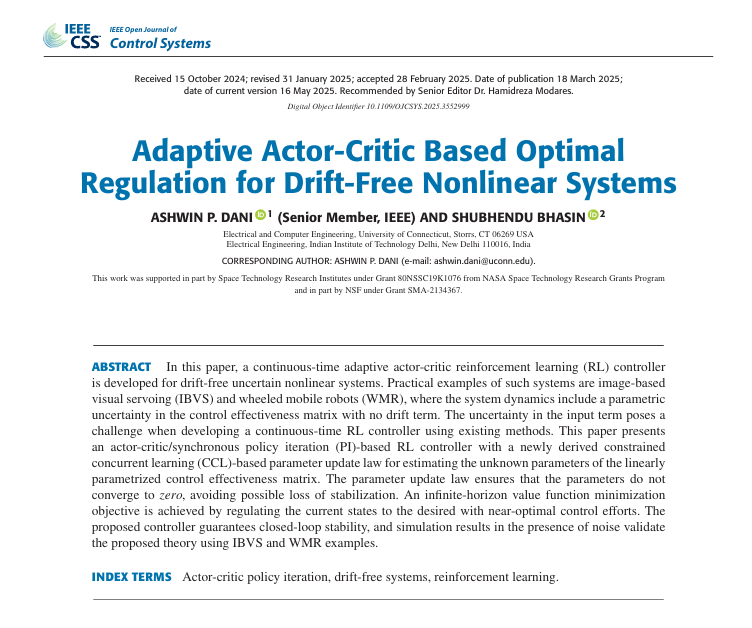 IEEE
CSS
IEEE Open Journal of
Control Systems
Received 15 October 2024; revised 31 January 2025; accepted 28 February 2025. Date of publication 18 March 2025;
date of current version 16 May 2025. Recommended by Senior Editor Dr. Hamidreza Modares.
Digital Object Identifier 10.1109/OJCSYS.2025.3552999
Adaptive Actor-Critic Based Optimal
Regulation for Drift-Free Nonlinear Systems
ASHWIN P. DANI iD 1 (Senior Member, IEEE) AND SHUBHENDU BHASIN iD 2
Electrical and Computer Engineering, University of Connecticut, Storrs, CT 06269 USA
Electrical Engineering, Indian Institute of Technology Delhi, New Delhi 110016, India
CORRESPONDING AUTHOR: ASHWIN P. DANI (e-mail: ashwin.dani@uconn.edu).
This work was supported in part by Space Technology Research Institutes under Grant 80NSSC19K1076 from NASA Space Technology Research Grants Program
and in part by NSF under Grant SMA-2134367.
ABSTRACT In this paper, a continuous-time adaptive actor-critic reinforcement learning (RL) controller
is developed for drift-free uncertain nonlinear systems. Practical examples of such systems are image-based
visual servoing (IBVS) and wheeled mobile robots (WMR), where the system dynamics include a parametric
uncertainty in the control effectiveness matrix with no drift term. The uncertainty in the input term poses a
challenge when developing a continuous-time RL controller using existing methods. This paper presents
an actor-critic/synchronous policy iteration (PI)-based RL controller with a newly derived constrained
concurrent learning (CCL)-based parameter update law for estimating the unknown parameters of the linearly
parametrized control effectiveness matrix. The parameter update law ensures that the parameters do not
converge to zero, avoiding possible loss of stabilization. An infinite-horizon value function minimization
objective is achieved by regulating the current states to the desired with near-optimal control efforts. The
proposed controller guarantees closed-loop stability, and simulation results in the presence of noise validate
the proposed theory using IBVS and WMR examples.
INDEX TERMS Actor-critic policy iteration, drift-free systems, reinforcement learning.